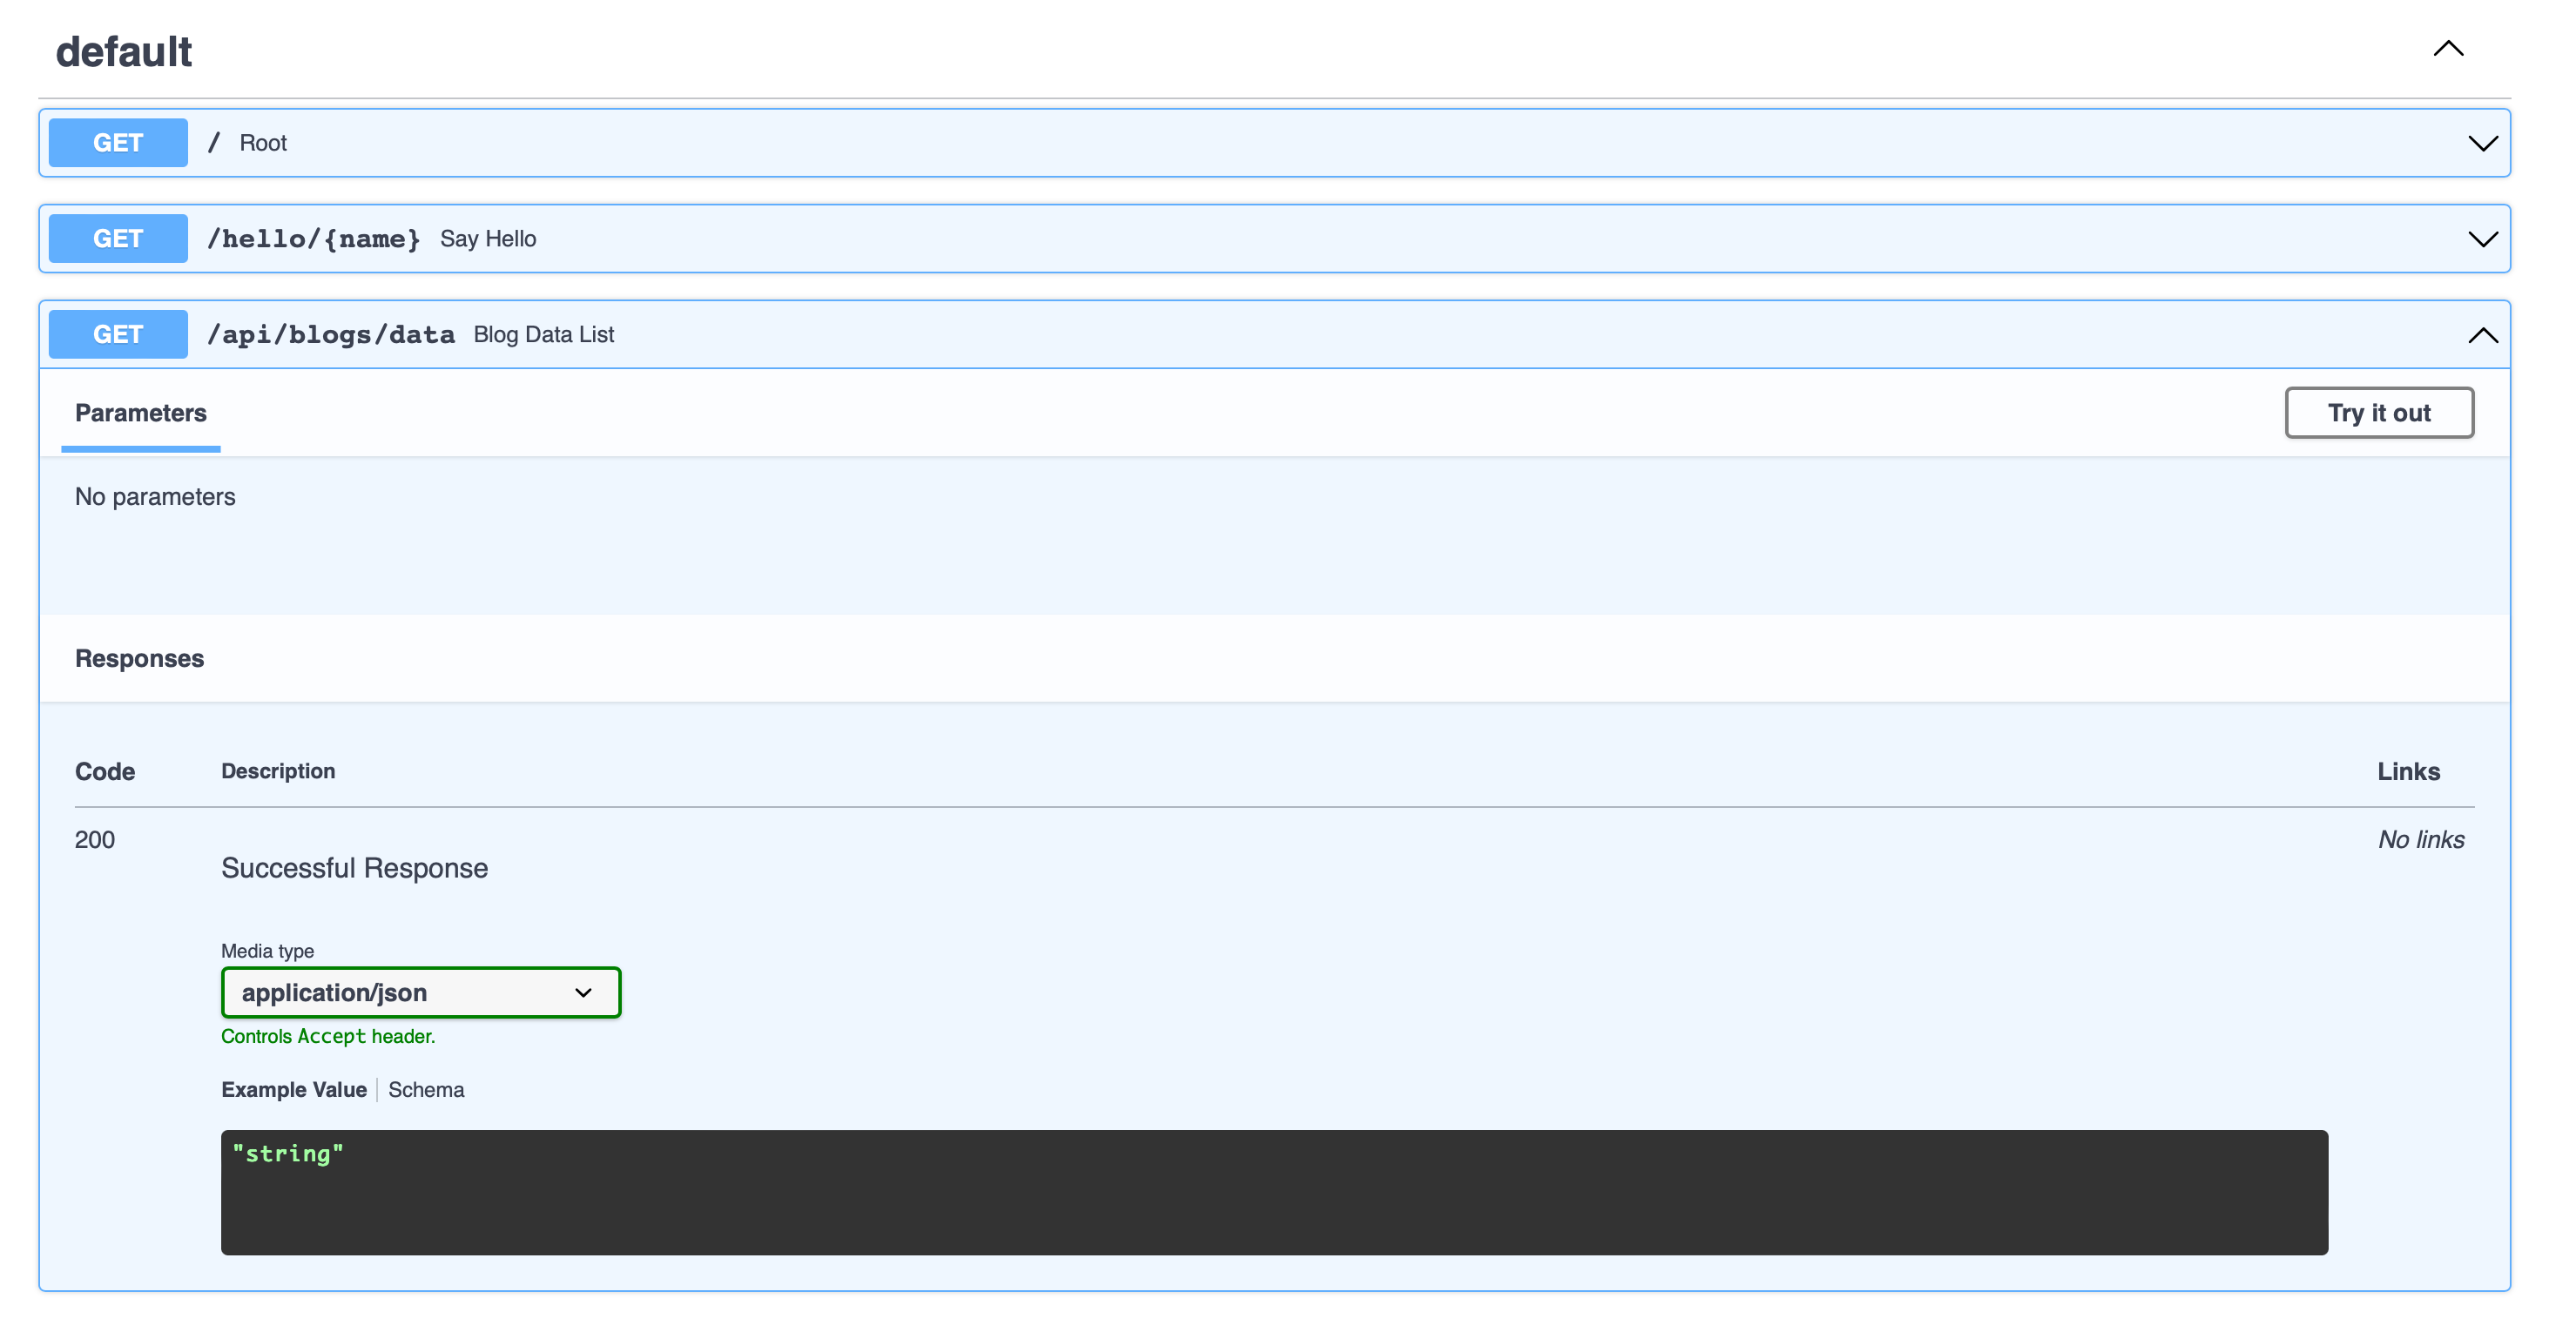 default
GET / Root
GET /hello/{name} Say Hello
GET /api/blogs/data Blog Data List
Parameters Try it out
No parameters
Responses
Code Description Links
200 No links
Successful Response
Media type
application/json
Controls Accept header.
Example Value Schema
"string"